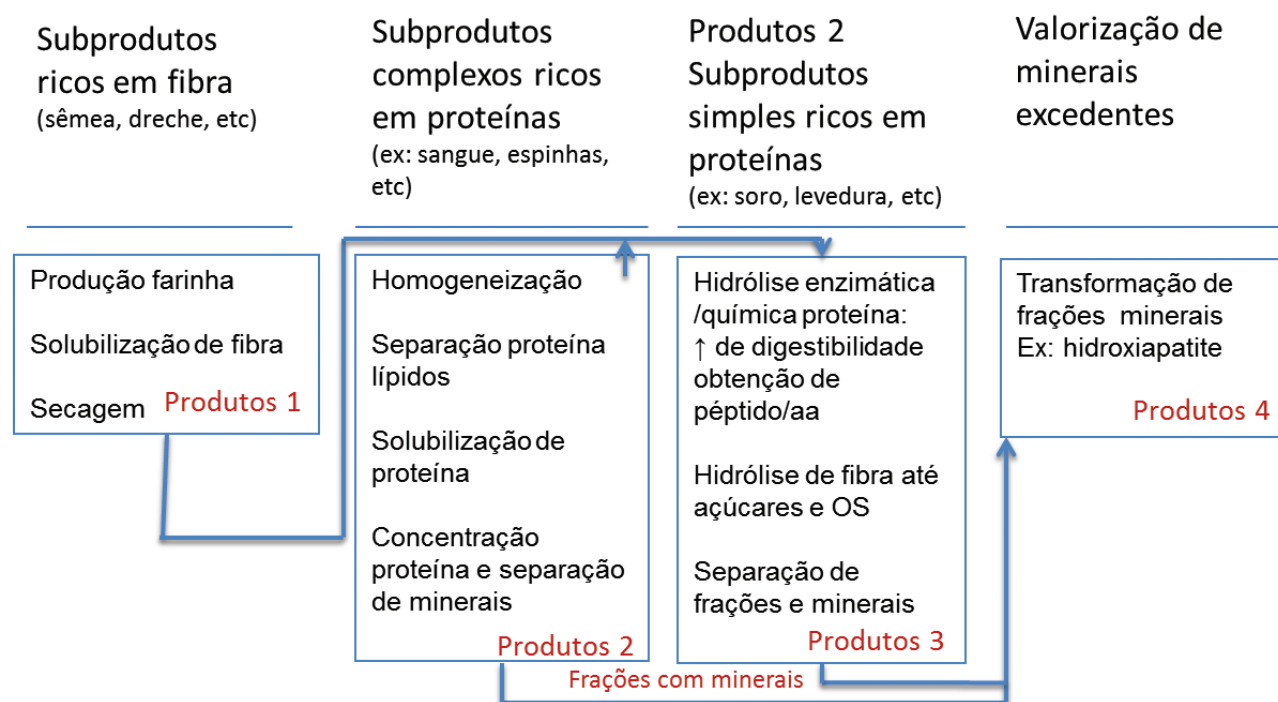 Subprodutos
ricos em fibra
(sêmea, dreche, etc)
Subprodutos
complexos ricos
em proteínas
(ex: sangue, espinhas,
etc)
Produtos 2
Subprodutos
simples ricos em
proteínas
(ex: soro, levedura, etc)
Valorização de
minerais
excedentes
Produção farinha
Solubilização de fibra
Secagem
Produtos 1
Homogeneização
Separação proteína
lípidos
Solubilização de
proteína
Concentração
proteína e separação
de minerais
Produtos 2
Hidrólise enzimática
/química proteína:
↑ de digestibilidade
obtenção de
péptido/aa
Hidrólise de fibra até
açúcares e OS
Separação de
frações e minerais
Produtos 3
Transformação de
frações minerais
Ex: hidroxiapatite
Produtos 4
Frações com minerais